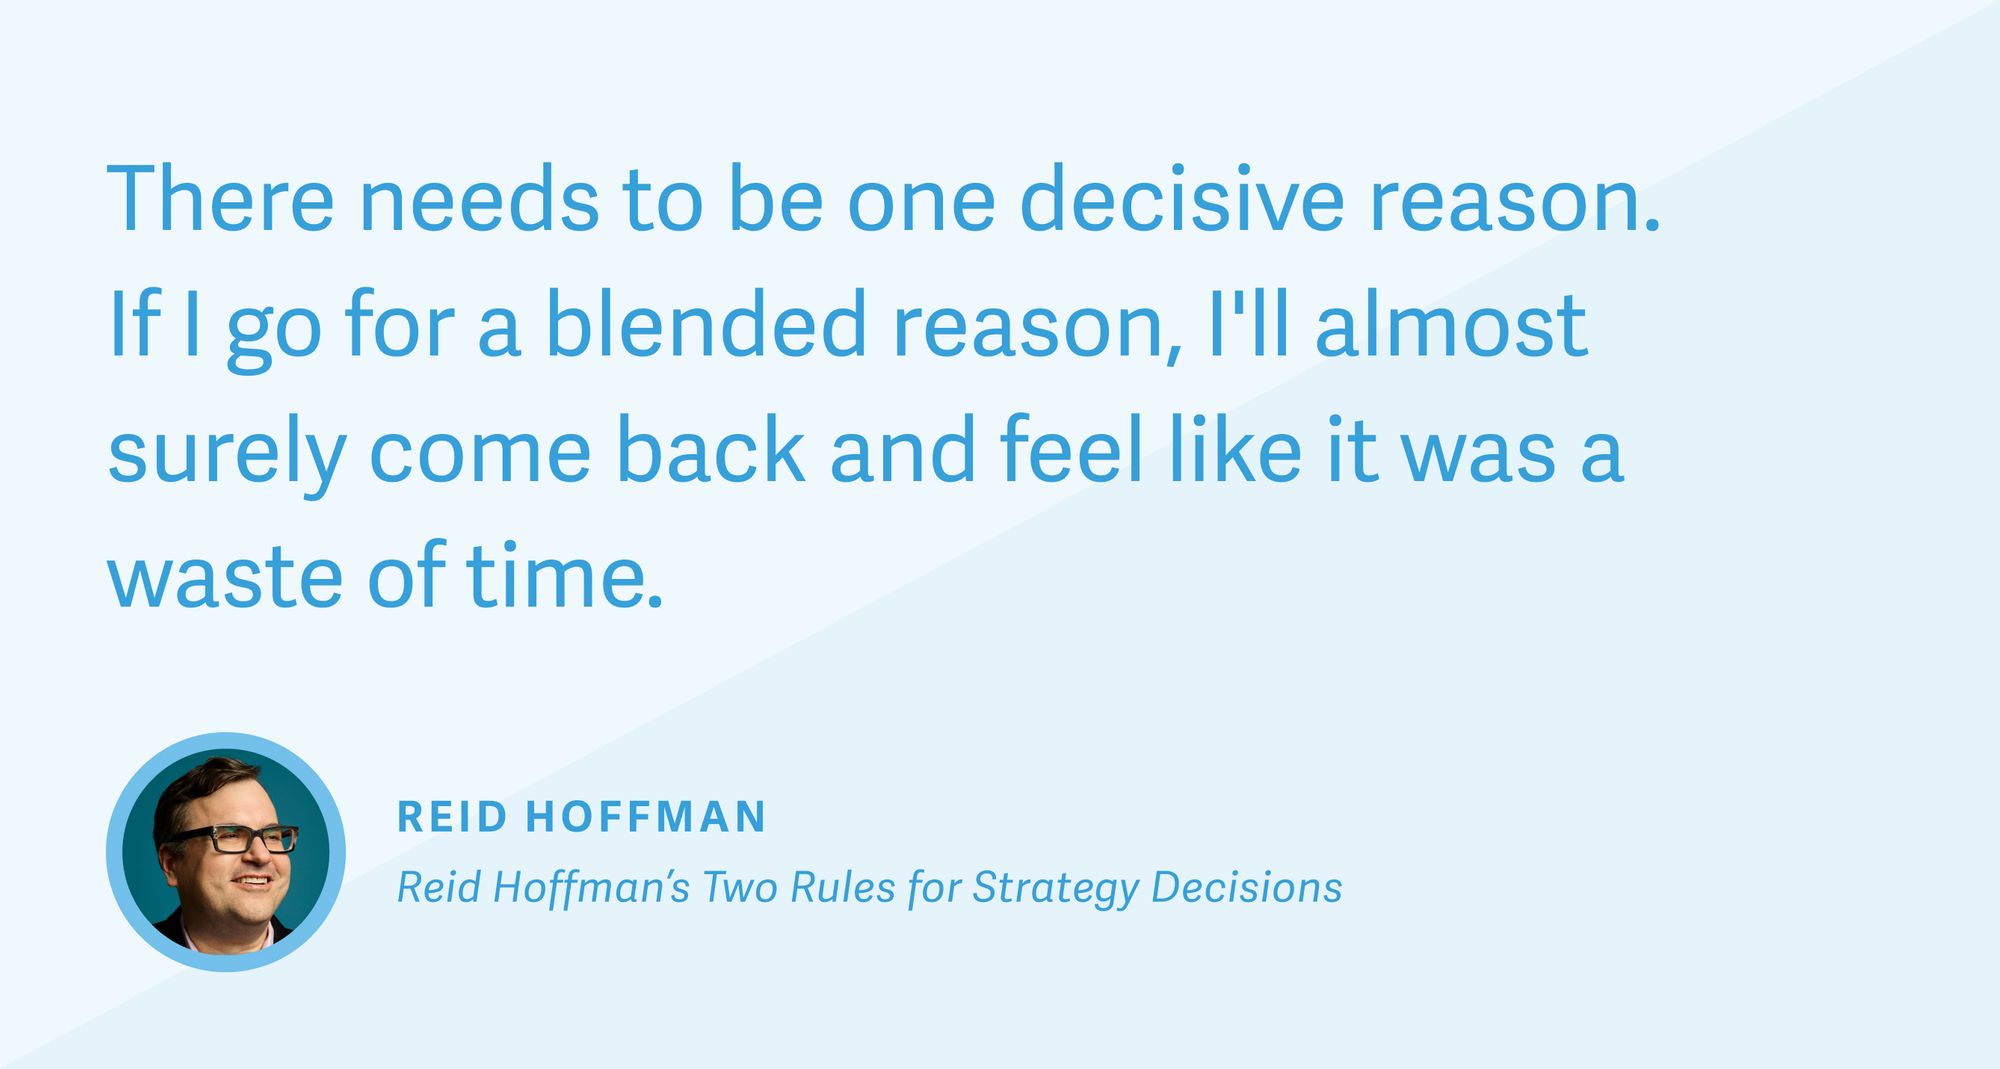 There needs to be one decisive reason.
If I go for a blended reason, I'll almost
surely come back and feel like it was a
waste of time.
REID HOFFMAN
Reid Hoffman’s Two Rules for Strategy Decisions